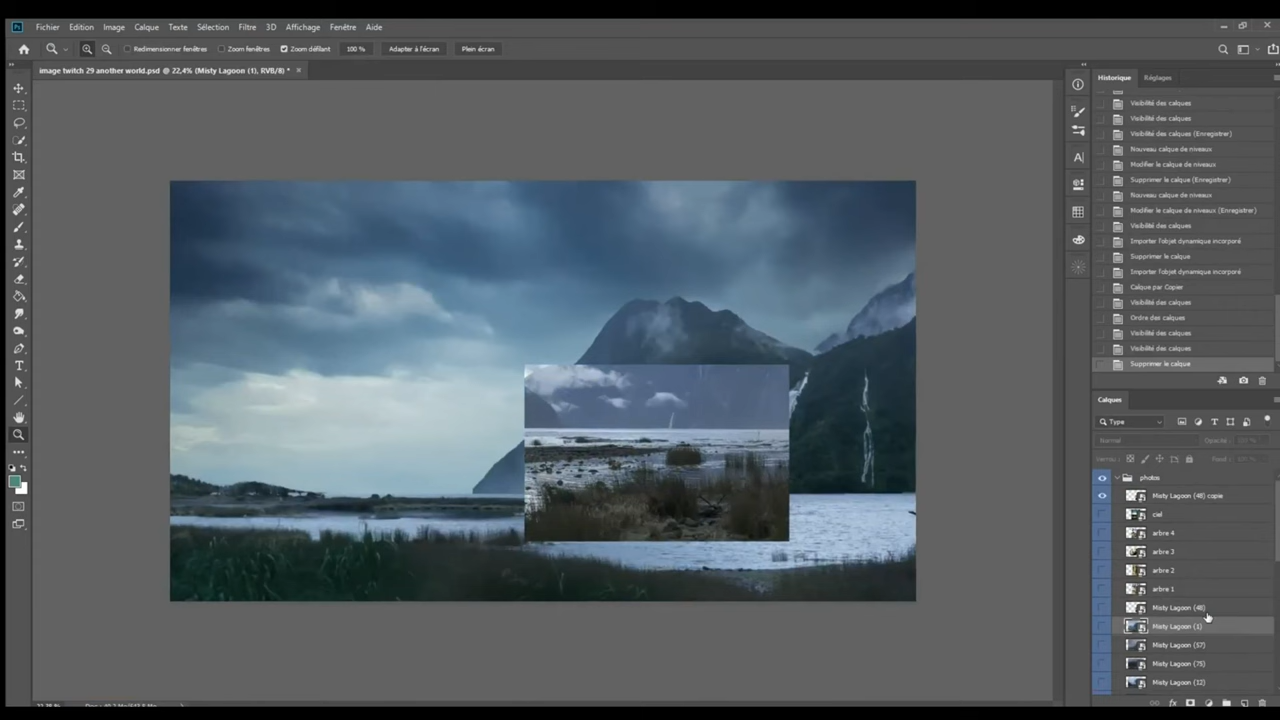 Fichier Edition Image Calque Texte Sélection Filtre 3D Affichage Fenêtre Aide
Redimensionner fenêtres Zoom fenêtres Zoom défilant 100 % Adapter à l'écran Plein écran
image twitch 29 another world.psd @ 22,4% (Misty Lagoon (1), RVB/8) *
Historique Réglages
Visibilité des calques
Visibilité des calques
Visibilité des calques (Enregistrer)
Nouveau calque de niveaux
Modifier le calque de niveaux
Supprimer le calque (Enregistrer)
Nouveau calque de niveaux
Modifier le calque de niveaux (Enregistrer)
Visibilité des calques
Importer l'objet dynamique incorporé
Supprimer le calque
Importer l'objet dynamique incorporé
Calque par Copier
Visibilité des calques
Ordre des calques
Visibilité des calques
Visibilité des calques
Supprimer le calque
Calques
Type
Normal Opacité :
photos
Misty Lagoon (48) copie
ciel
arbre 4
arbre 3
arbre 2
arbre 1
Misty Lagoon (48)
Misty Lagoon (1)
Misty Lagoon (57)
Misty Lagoon (75)
Misty Lagoon (12)